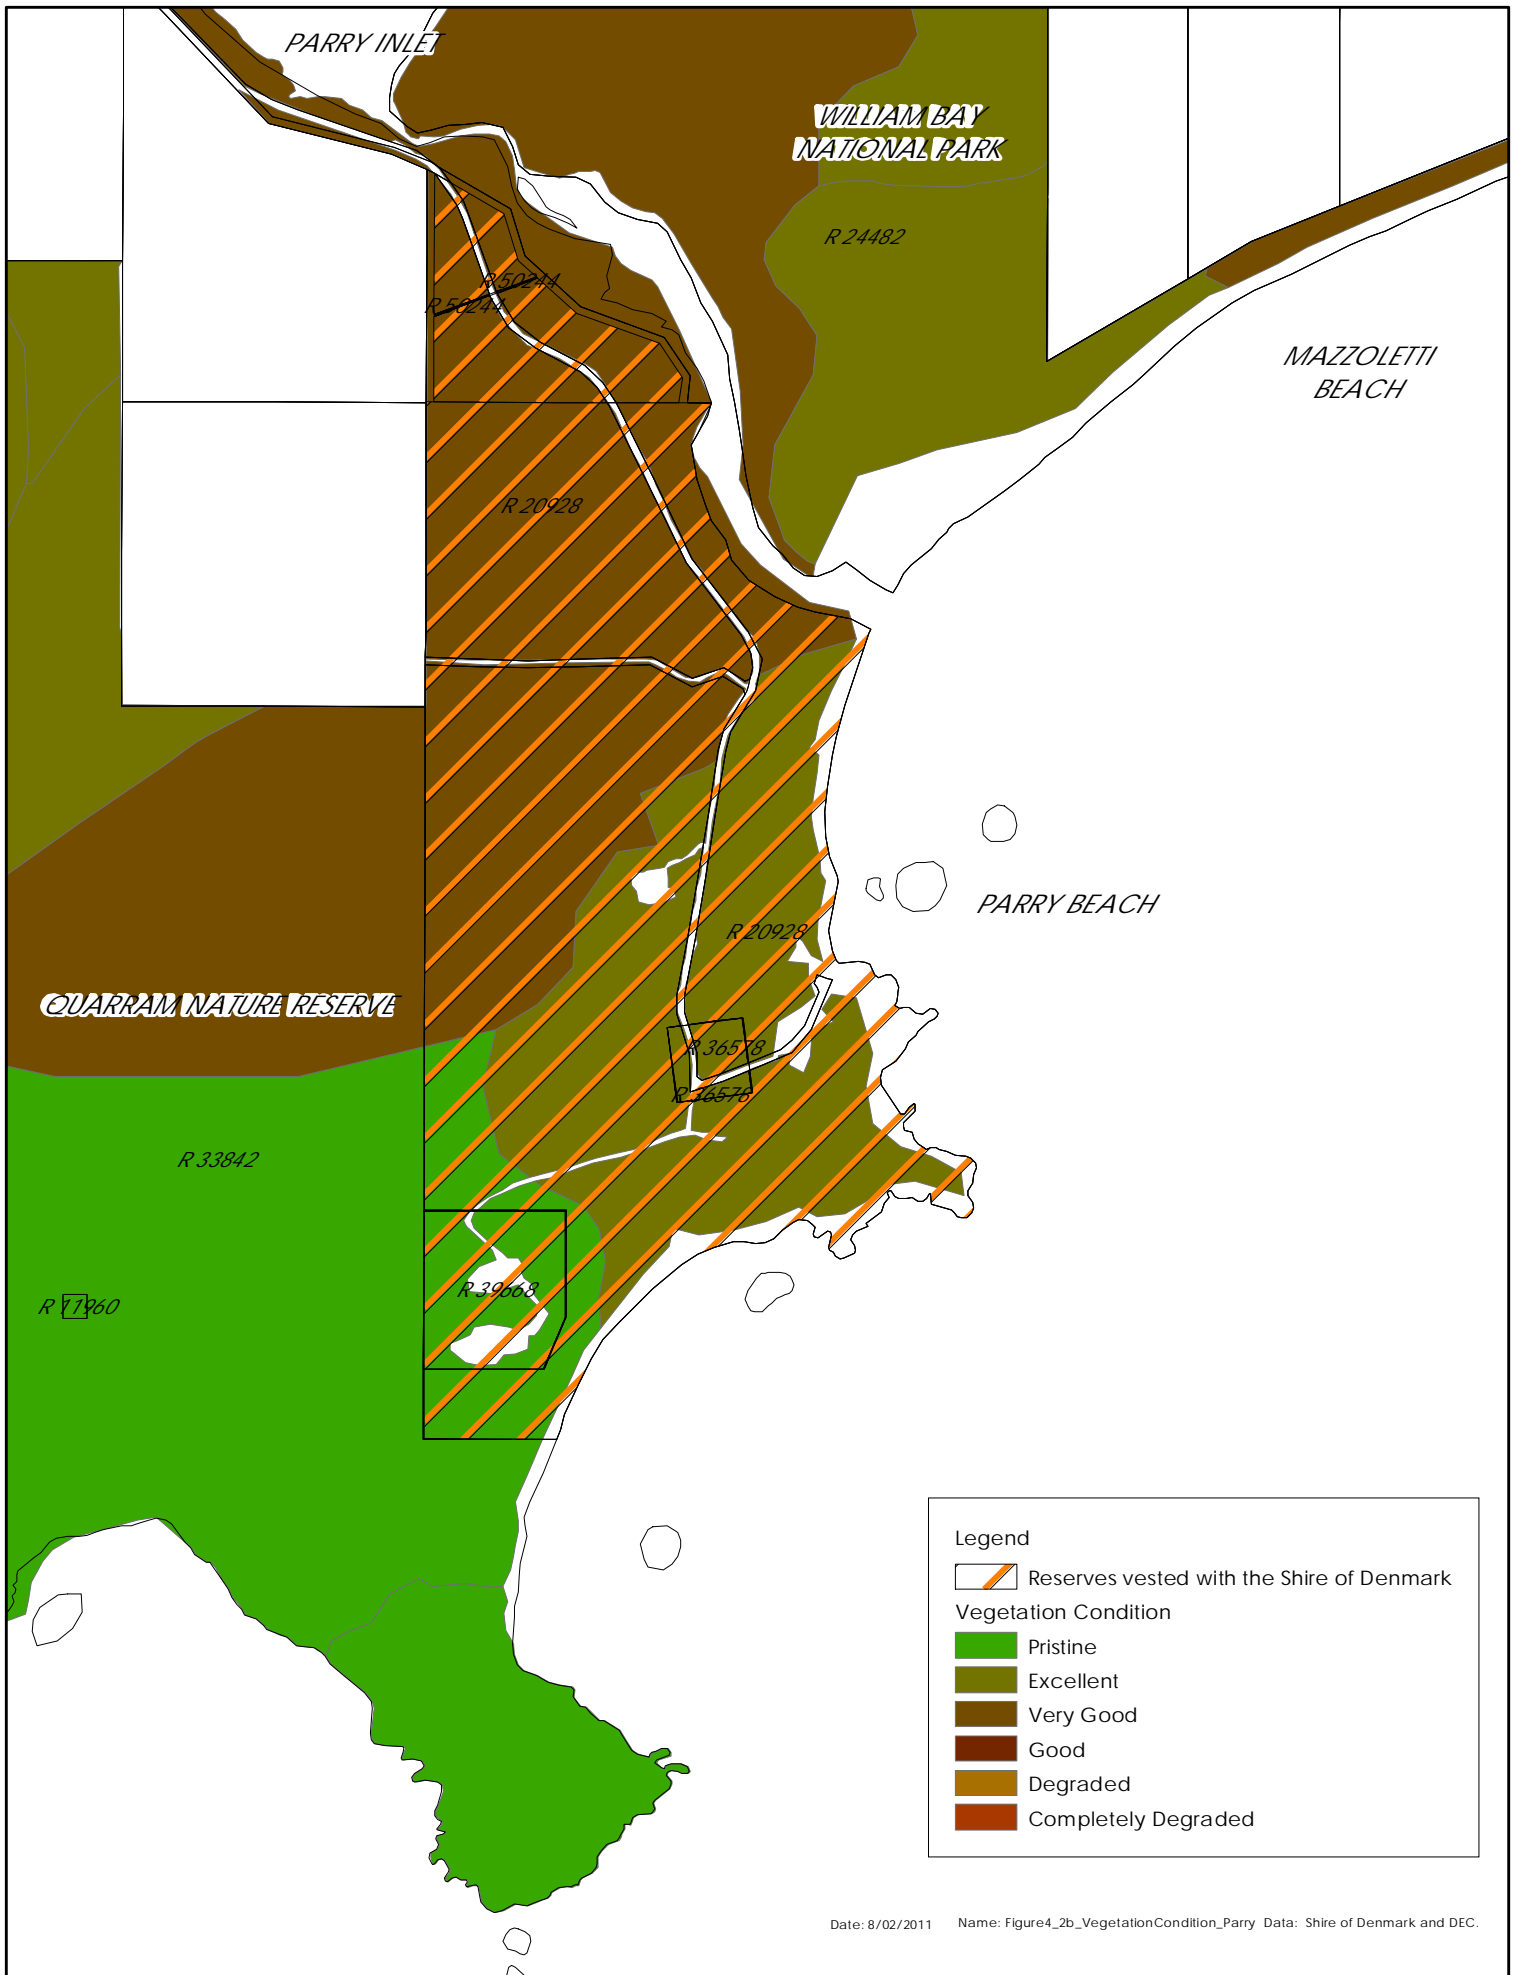 PARRY INLET
WILLIAM BAY
NATIONAL PARK
R 24482
R 50244
R 50244
MAZZOLETTI
BEACH
R 20928
PARRY BEACH
R 20928
QUARRAM NATURE RESERVE
R 36578
R 36578
R 33842
R 39668
R 11960
Legend
Reserves vested with the Shire of Denmark
Vegetation Condition
Pristine
Excellent
Very Good
Good
Degraded
Completely Degraded
Date: 8/02/2011 Name: Figure4_2b_VegetationCondition_Parry Data: Shire of Denmark and DEC.